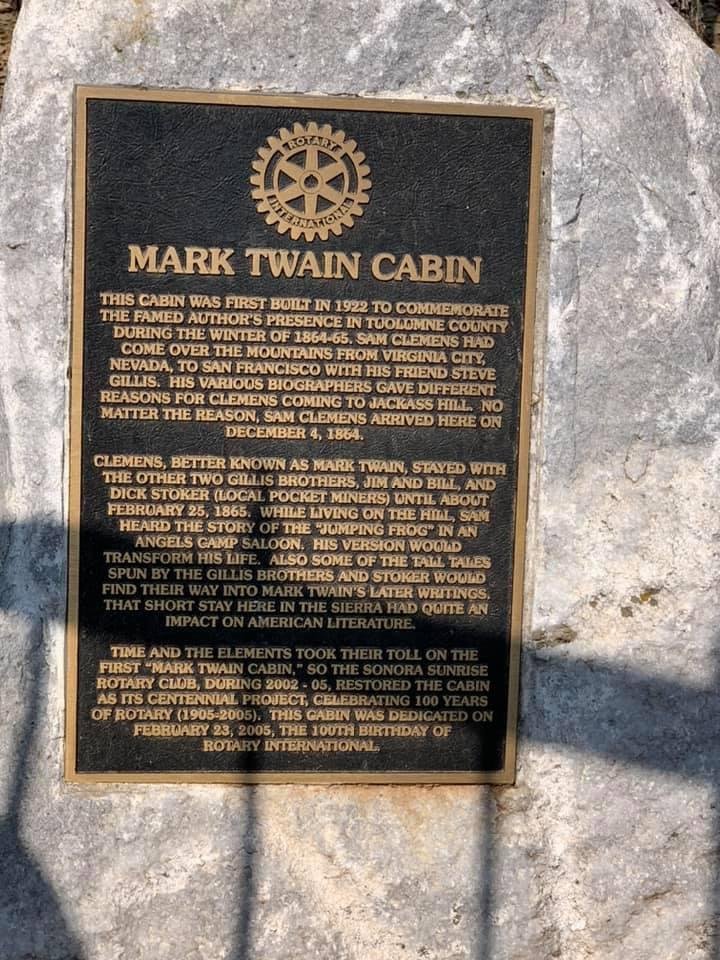 ROTARY
INTERNATIONAL
MARK TWAIN CABIN
THIS CABIN WAS FIRST BUILT IN 1922 TO COMMEMORATE
THE FAMED AUTHOR'S PRESENCE IN TUOLUMNE COUNTY
DURING THE WINTER OF 1864-65. SAM CLEMENS HAD
COME OVER THE MOUNTAINS FROM VIRGINIA CITY,
NEVADA, TO SAN FRANCISCO WITH HIS FRIEND STEVE
GILLIS. HIS VARIOUS BIOGRAPHERS GAVE DIFFERENT
REASONS FOR CLEMENS COMING TO JACKASS HILL. NO
MATTER THE REASON, SAM CLEMENS ARRIVED HERE ON
DECEMBER 4, 1864.
CLEMENS, BETTER KNOWN AS MARK TWAIN, STAYED WITH
THE OTHER TWO GILLIS BROTHERS, JIM AND BILL, AND
DICK STOKER (LOCAL POCKET MINERS) UNTIL ABOUT
FEBRUARY 25, 1865. WHILE LIVING ON THE HILL, SAM
HEARD THE STORY OF THE "JUMPING FROG" IN AN
ANGELS CAMP SALOON. HIS VERSION WOULD
TRANSFORM HIS LIFE. ALSO SOME OF THE TALL TALES
SPUN BY THE GILLIS BROTHERS AND STOKER WOULD
FIND THEIR WAY INTO MARK TWAIN'S LATER WRITINGS.
THAT SHORT STAY HERE IN THE SIERRA HAD QUITE AN
IMPACT ON AMERICAN LITERATURE.
TIME AND THE ELEMENTS TOOK THEIR TOLL ON THE
FIRST "MARK TWAIN CABIN," SO THE SONORA SUNRISE
ROTARY CLUB, DURING 2002 - 05, RESTORED THE CABIN
AS ITS CENTENNIAL PROJECT, CELEBRATING 100 YEARS
OF ROTARY (1905-2005). THIS CABIN WAS DEDICATED ON
FEBRUARY 23, 2005, THE 100TH BIRTHDAY OF
ROTARY INTERNATIONAL.